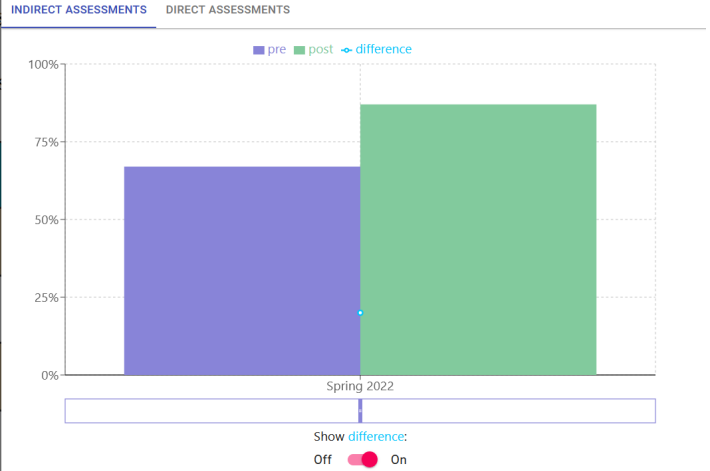 INDIRECT ASSESSMENTS DIRECT ASSESSMENTS
pre post difference
100%
75%
50%
25%
0%
Spring 2022
Show difference:
Off On